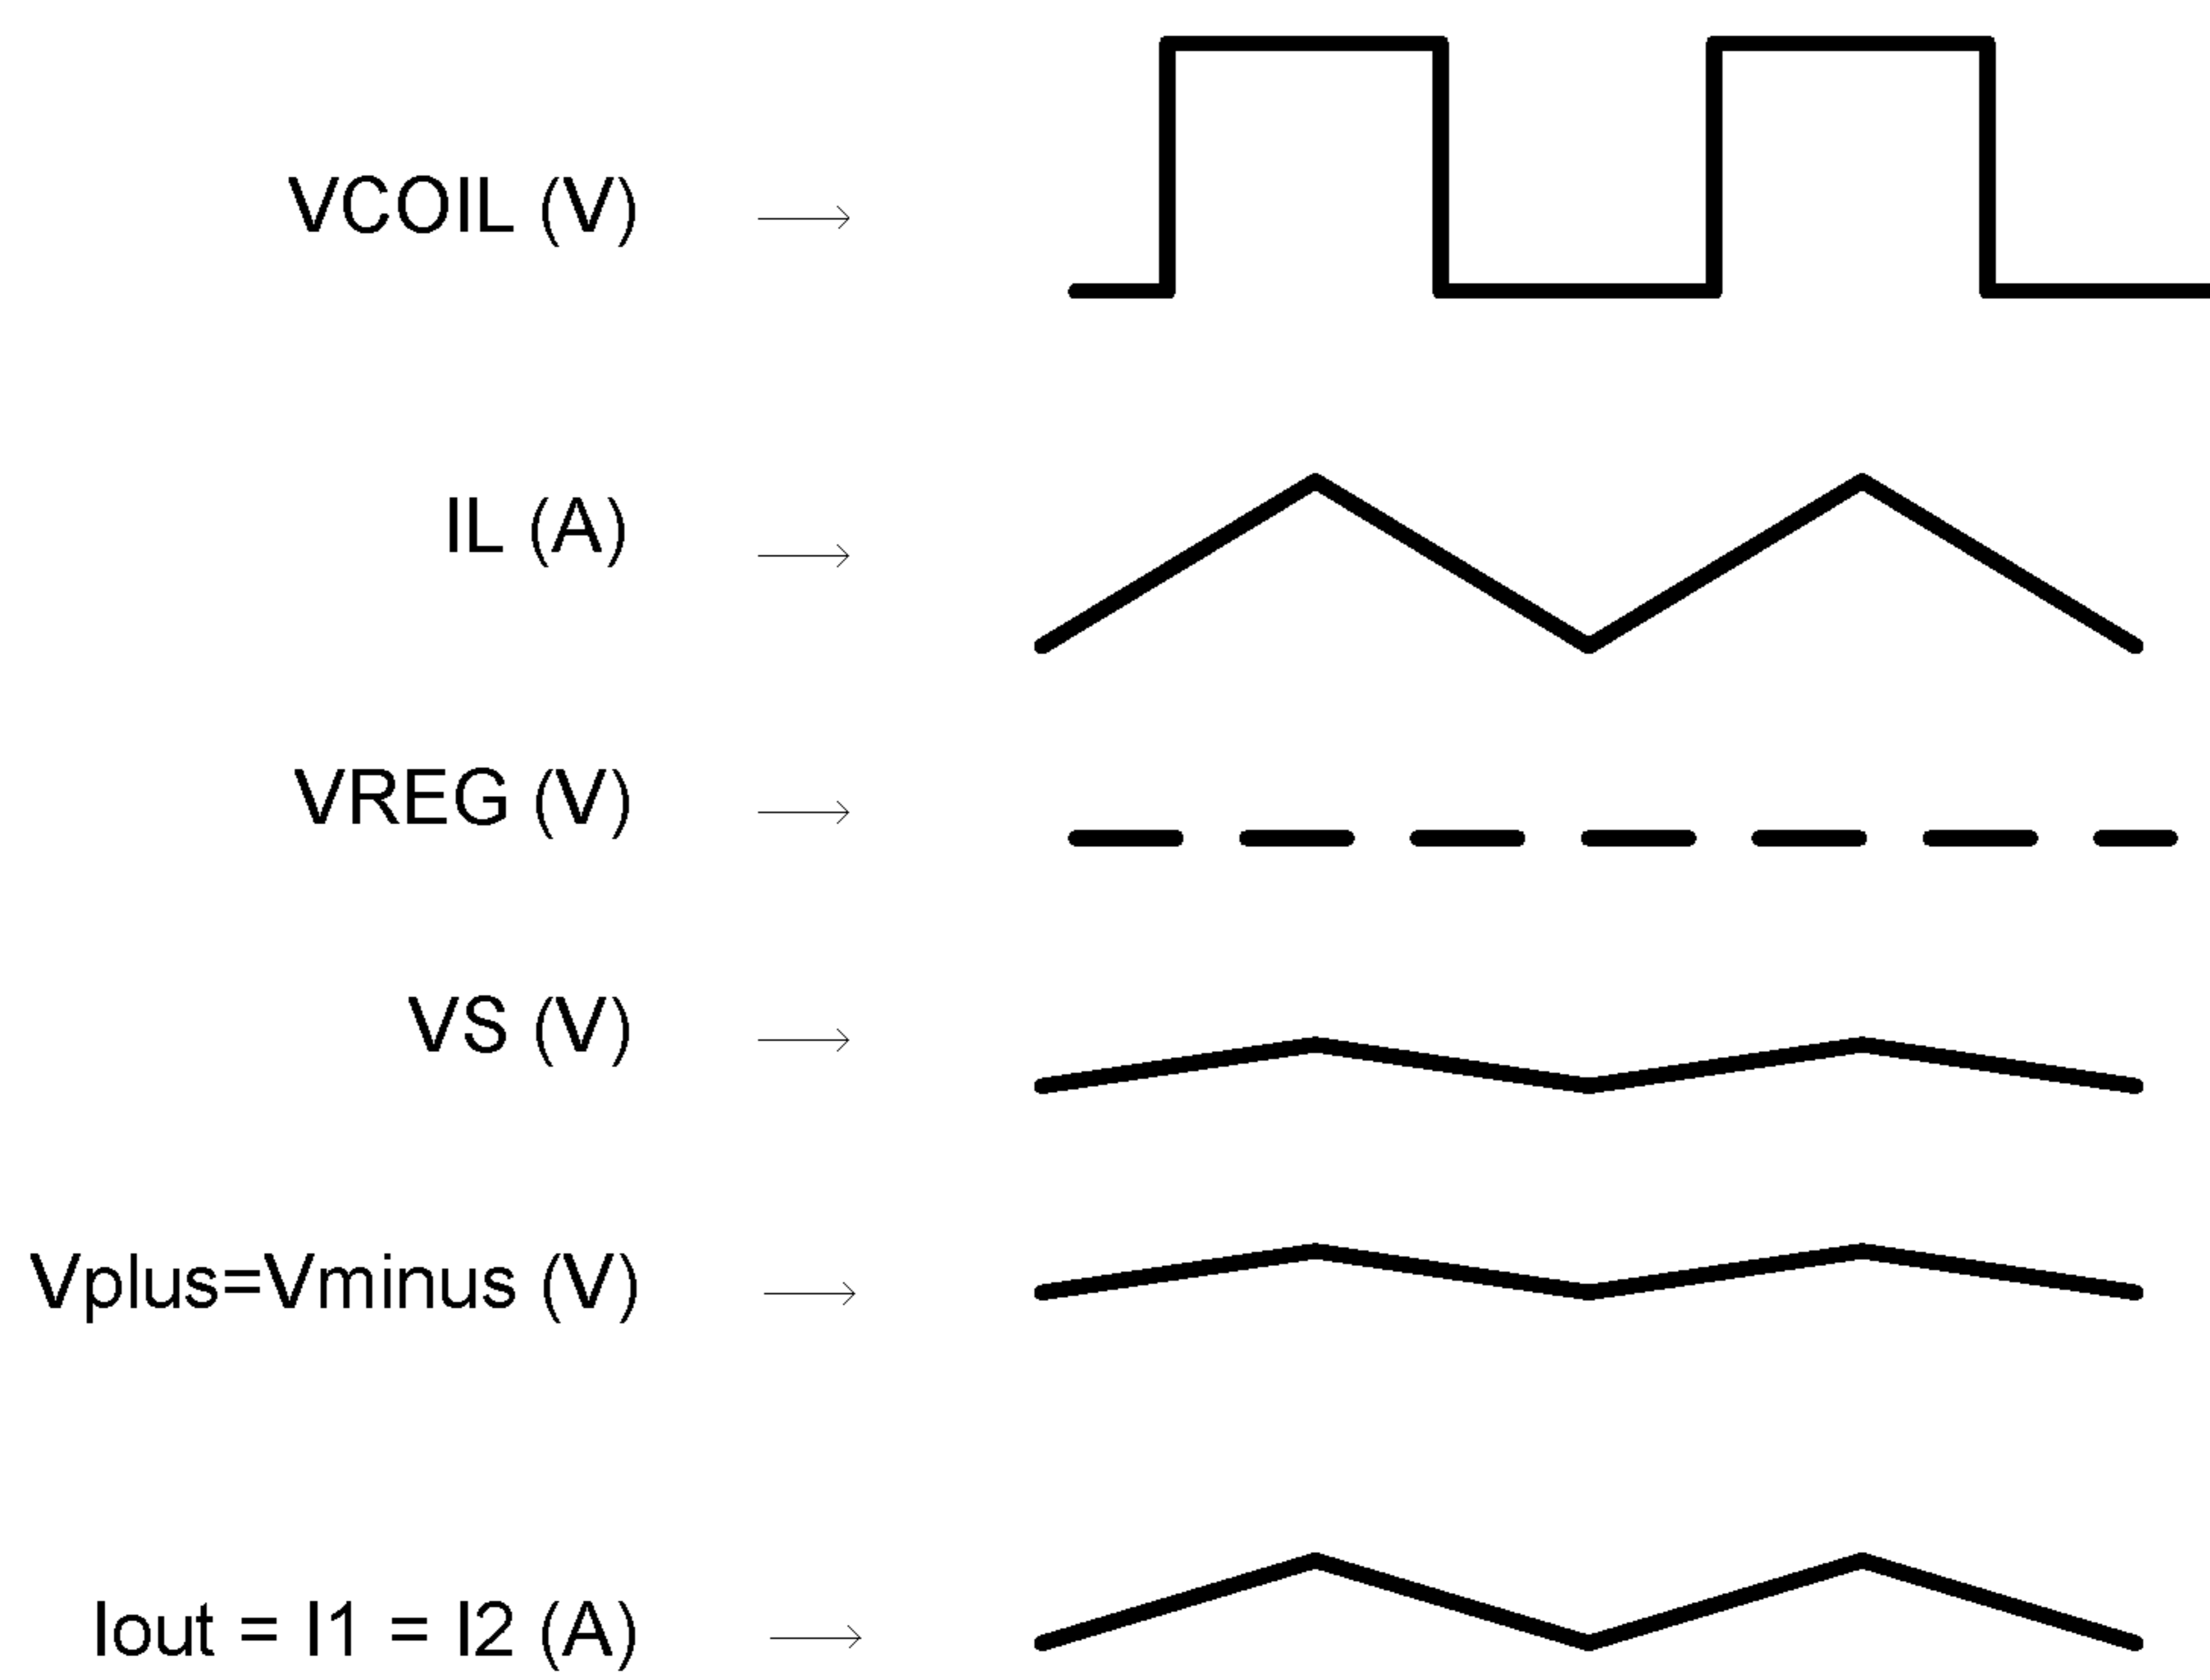 VCOIL (V)
IL (A)
VREG (V)
VS (V)
Vplus=Vminus (V)
Iout = I1 = I2 (A)